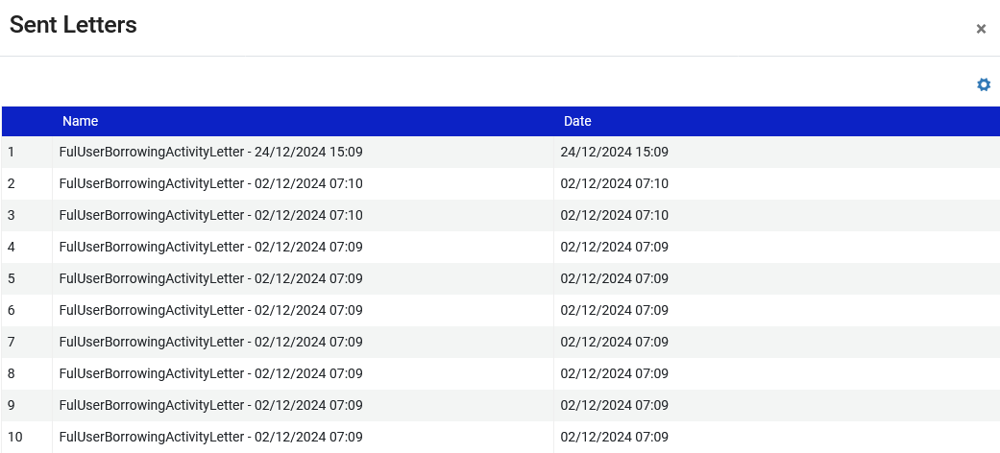 Sent Letters
×
Name Date
1 FulUserBorrowingActivityLetter - 24/12/2024 15:09 24/12/2024 15:09
2 FulUserBorrowingActivityLetter - 02/12/2024 07:10 02/12/2024 07:10
3 FulUserBorrowingActivityLetter - 02/12/2024 07:10 02/12/2024 07:10
4 FulUserBorrowingActivityLetter - 02/12/2024 07:09 02/12/2024 07:09
5 FulUserBorrowingActivityLetter - 02/12/2024 07:09 02/12/2024 07:09
6 FulUserBorrowingActivityLetter - 02/12/2024 07:09 02/12/2024 07:09
7 FulUserBorrowingActivityLetter - 02/12/2024 07:09 02/12/2024 07:09
8 FulUserBorrowingActivityLetter - 02/12/2024 07:09 02/12/2024 07:09
9 FulUserBorrowingActivityLetter - 02/12/2024 07:09 02/12/2024 07:09
10 FulUserBorrowingActivityLetter - 02/12/2024 07:09 02/12/2024 07:09